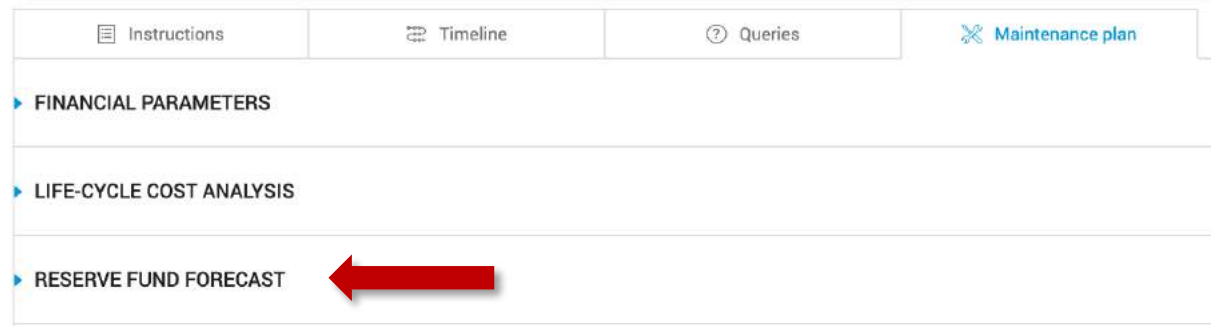 Instructions Timeline Queries Maintenance plan
FINANCIAL PARAMETERS
LIFE-CYCLE COST ANALYSIS
RESERVE FUND FORECAST